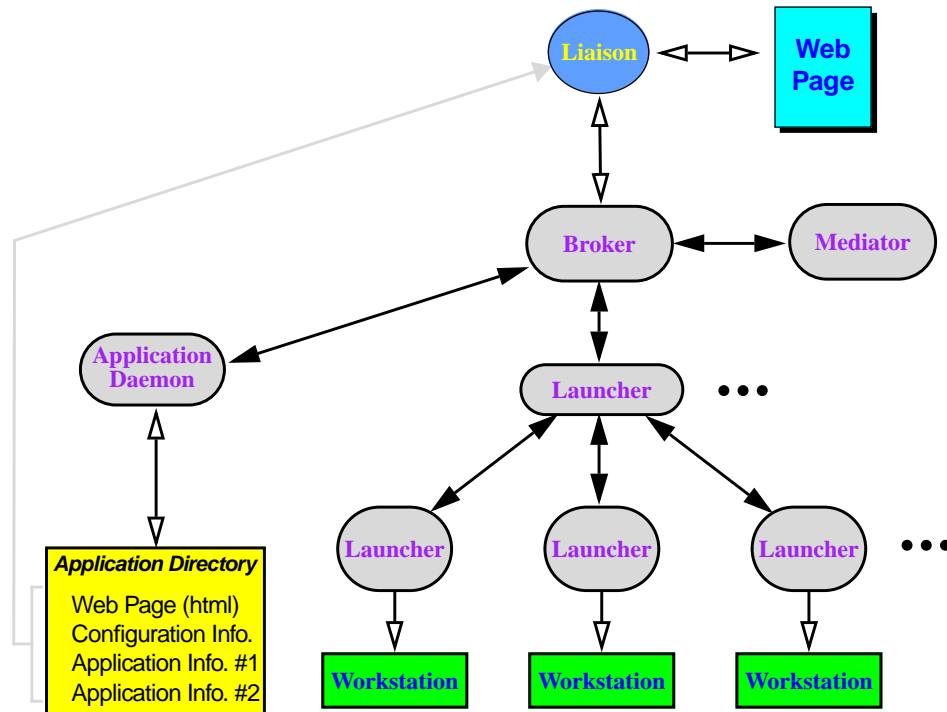 Liaison
Web
Page
Broker
Mediator
Application
Daemon
Launcher
Launcher
Launcher
Launcher
Application Directory
Web Page (html)
Configuration Info.
Application Info. #1
Application Info. #2
Workstation
Workstation
Workstation